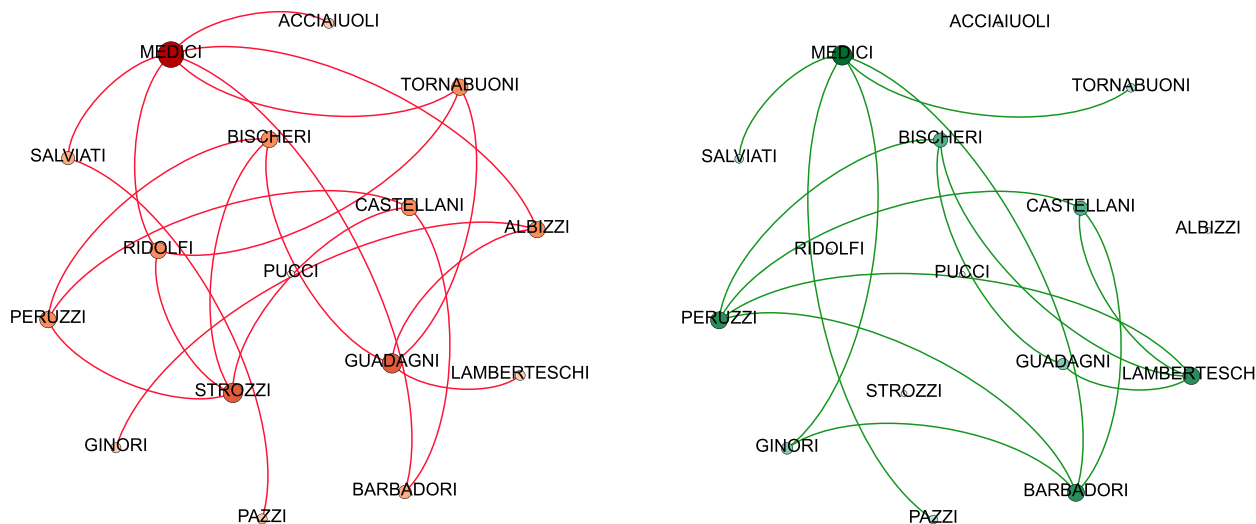 ACCIAIUOLI
MEDICI
TORNABUONI
BISCHERI
SALVIATI
CASTELLANI
ALBIZZI
RIDOLFI
PUCCI
PERUZZI
GUADAGNI
LAMBERTESCHI
STROZZI
GINORI
BARBADORI
PAZZI
ACCIAIUOLI
MEDICI
TORNABUONI
BISCHERI
SALVIATI
CASTELLANI
ALBIZZI
RIDOLFI
PUCCI
PERUZZI
GUADAGNI
LAMBERTESCH
STROZZI
GINORI
BARBADORI
PAZZI